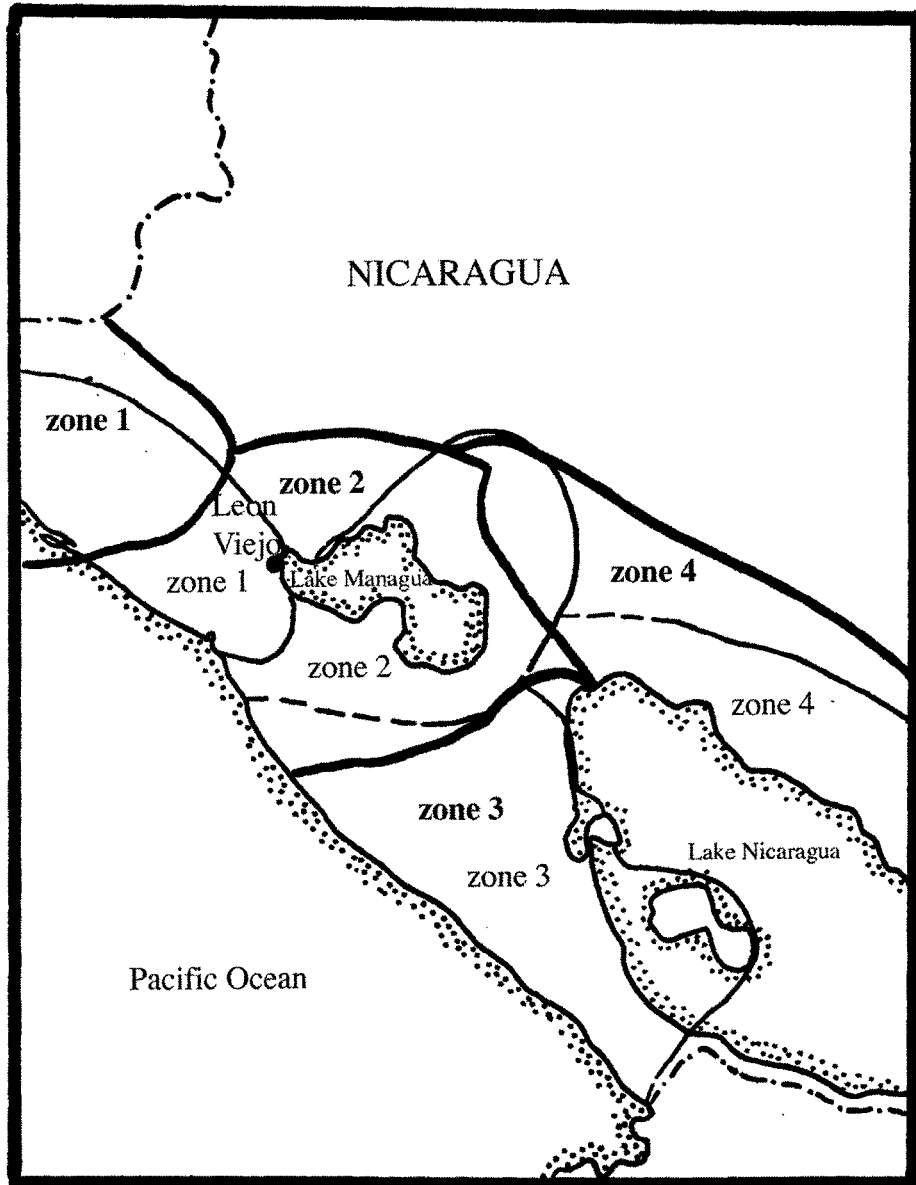 NICARAGUA
zone 1
zone 2
Leon
Viejo
zone 1
Lake Managua
zone 4
zone 2
zone 4
zone 3
zone 3
Lake Nicaragua
Pacific Ocean